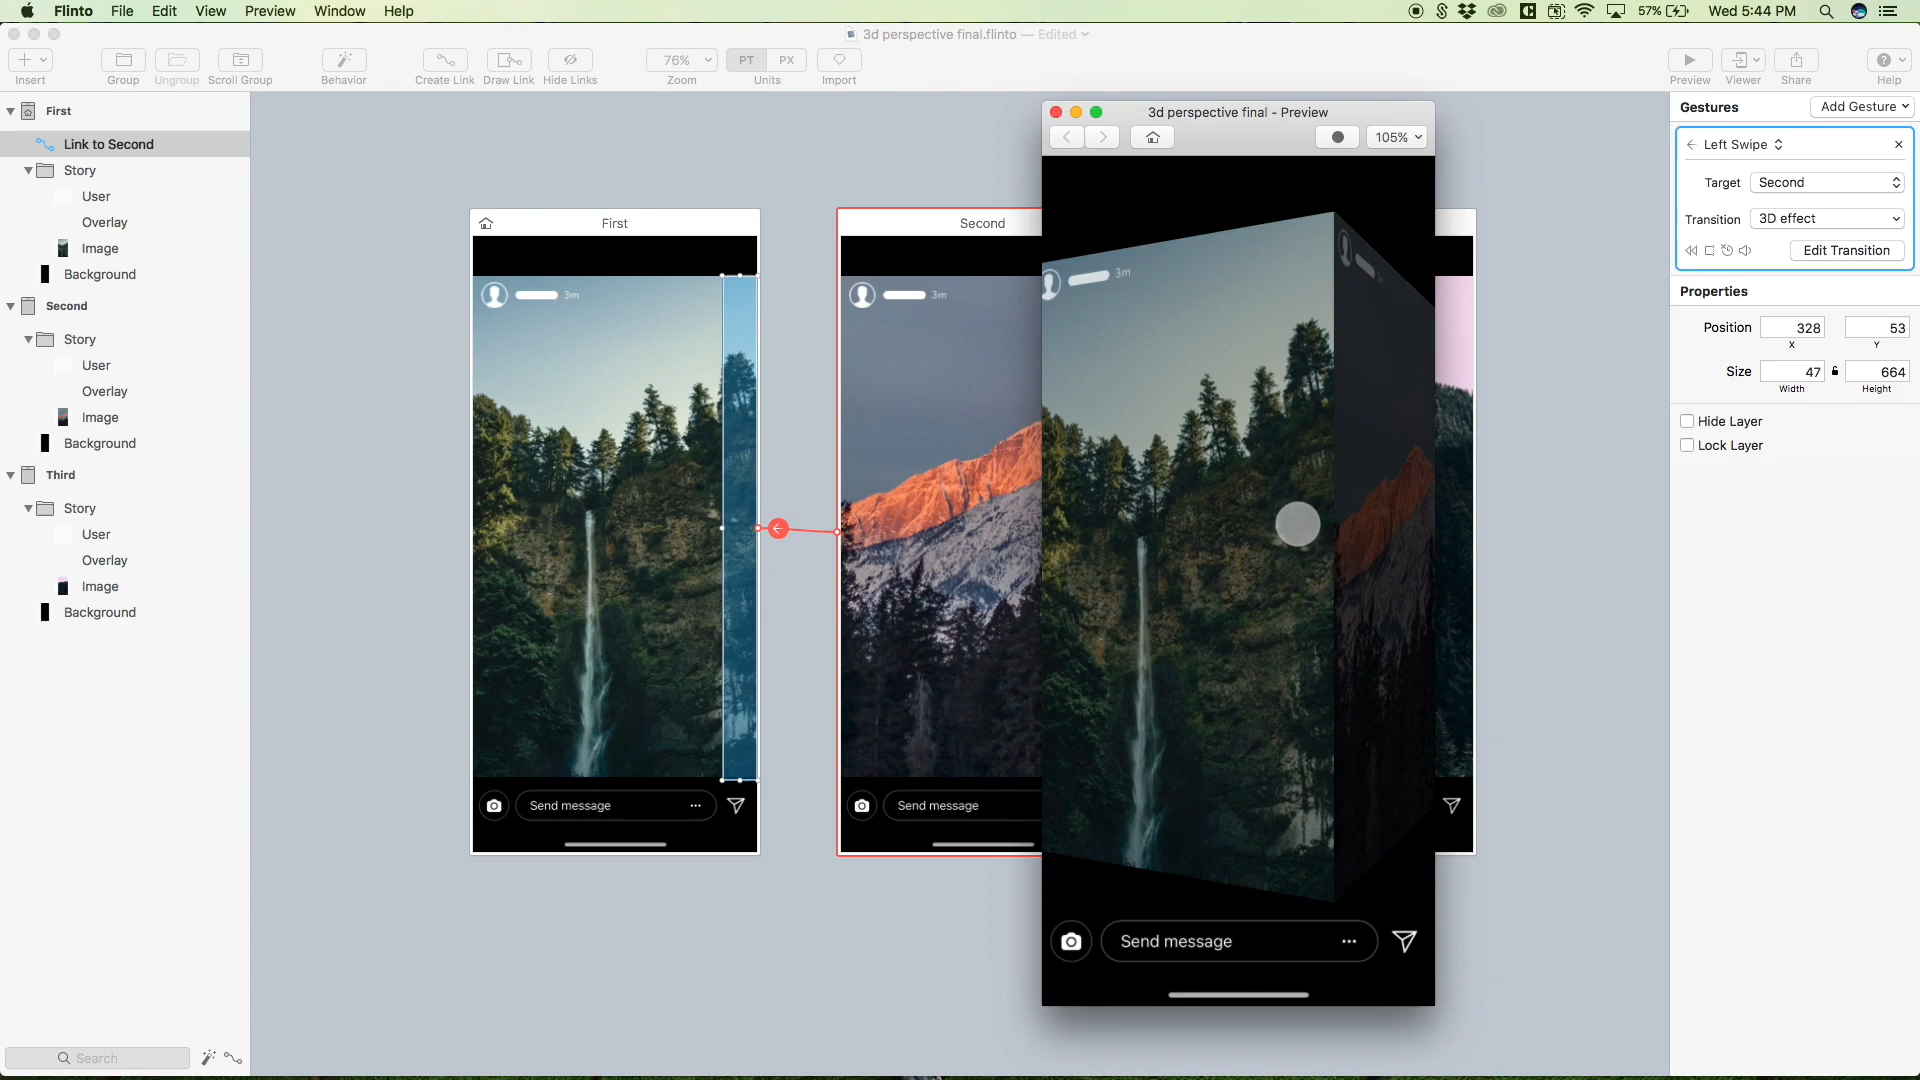 Flinto File Edit View Preview Window Help
57% Wed 5:44 PM
3d perspective final.flinto — Edited
Insert
Group
Ungroup
Scroll Group
Behavior
Create Link
Draw Link
Hide Links
76%
Zoom
PT PX
Units
Import
Preview
Viewer
Share
Help
First
Link to Second
Story
User
Overlay
Image
Background
Second
Story
User
Overlay
Image
Background
Third
Story
User
Overlay
Image
Background
Search
First
3m
Send message
Second
3m
Send message
3d perspective final - Preview
105%
3m
Send message
Gestures
Add Gesture
Left Swipe
Target Second
Transition 3D effect
Edit Transition
Properties
Position 328 53
X Y
Size 47 664
Width Height
Hide Layer
Lock Layer